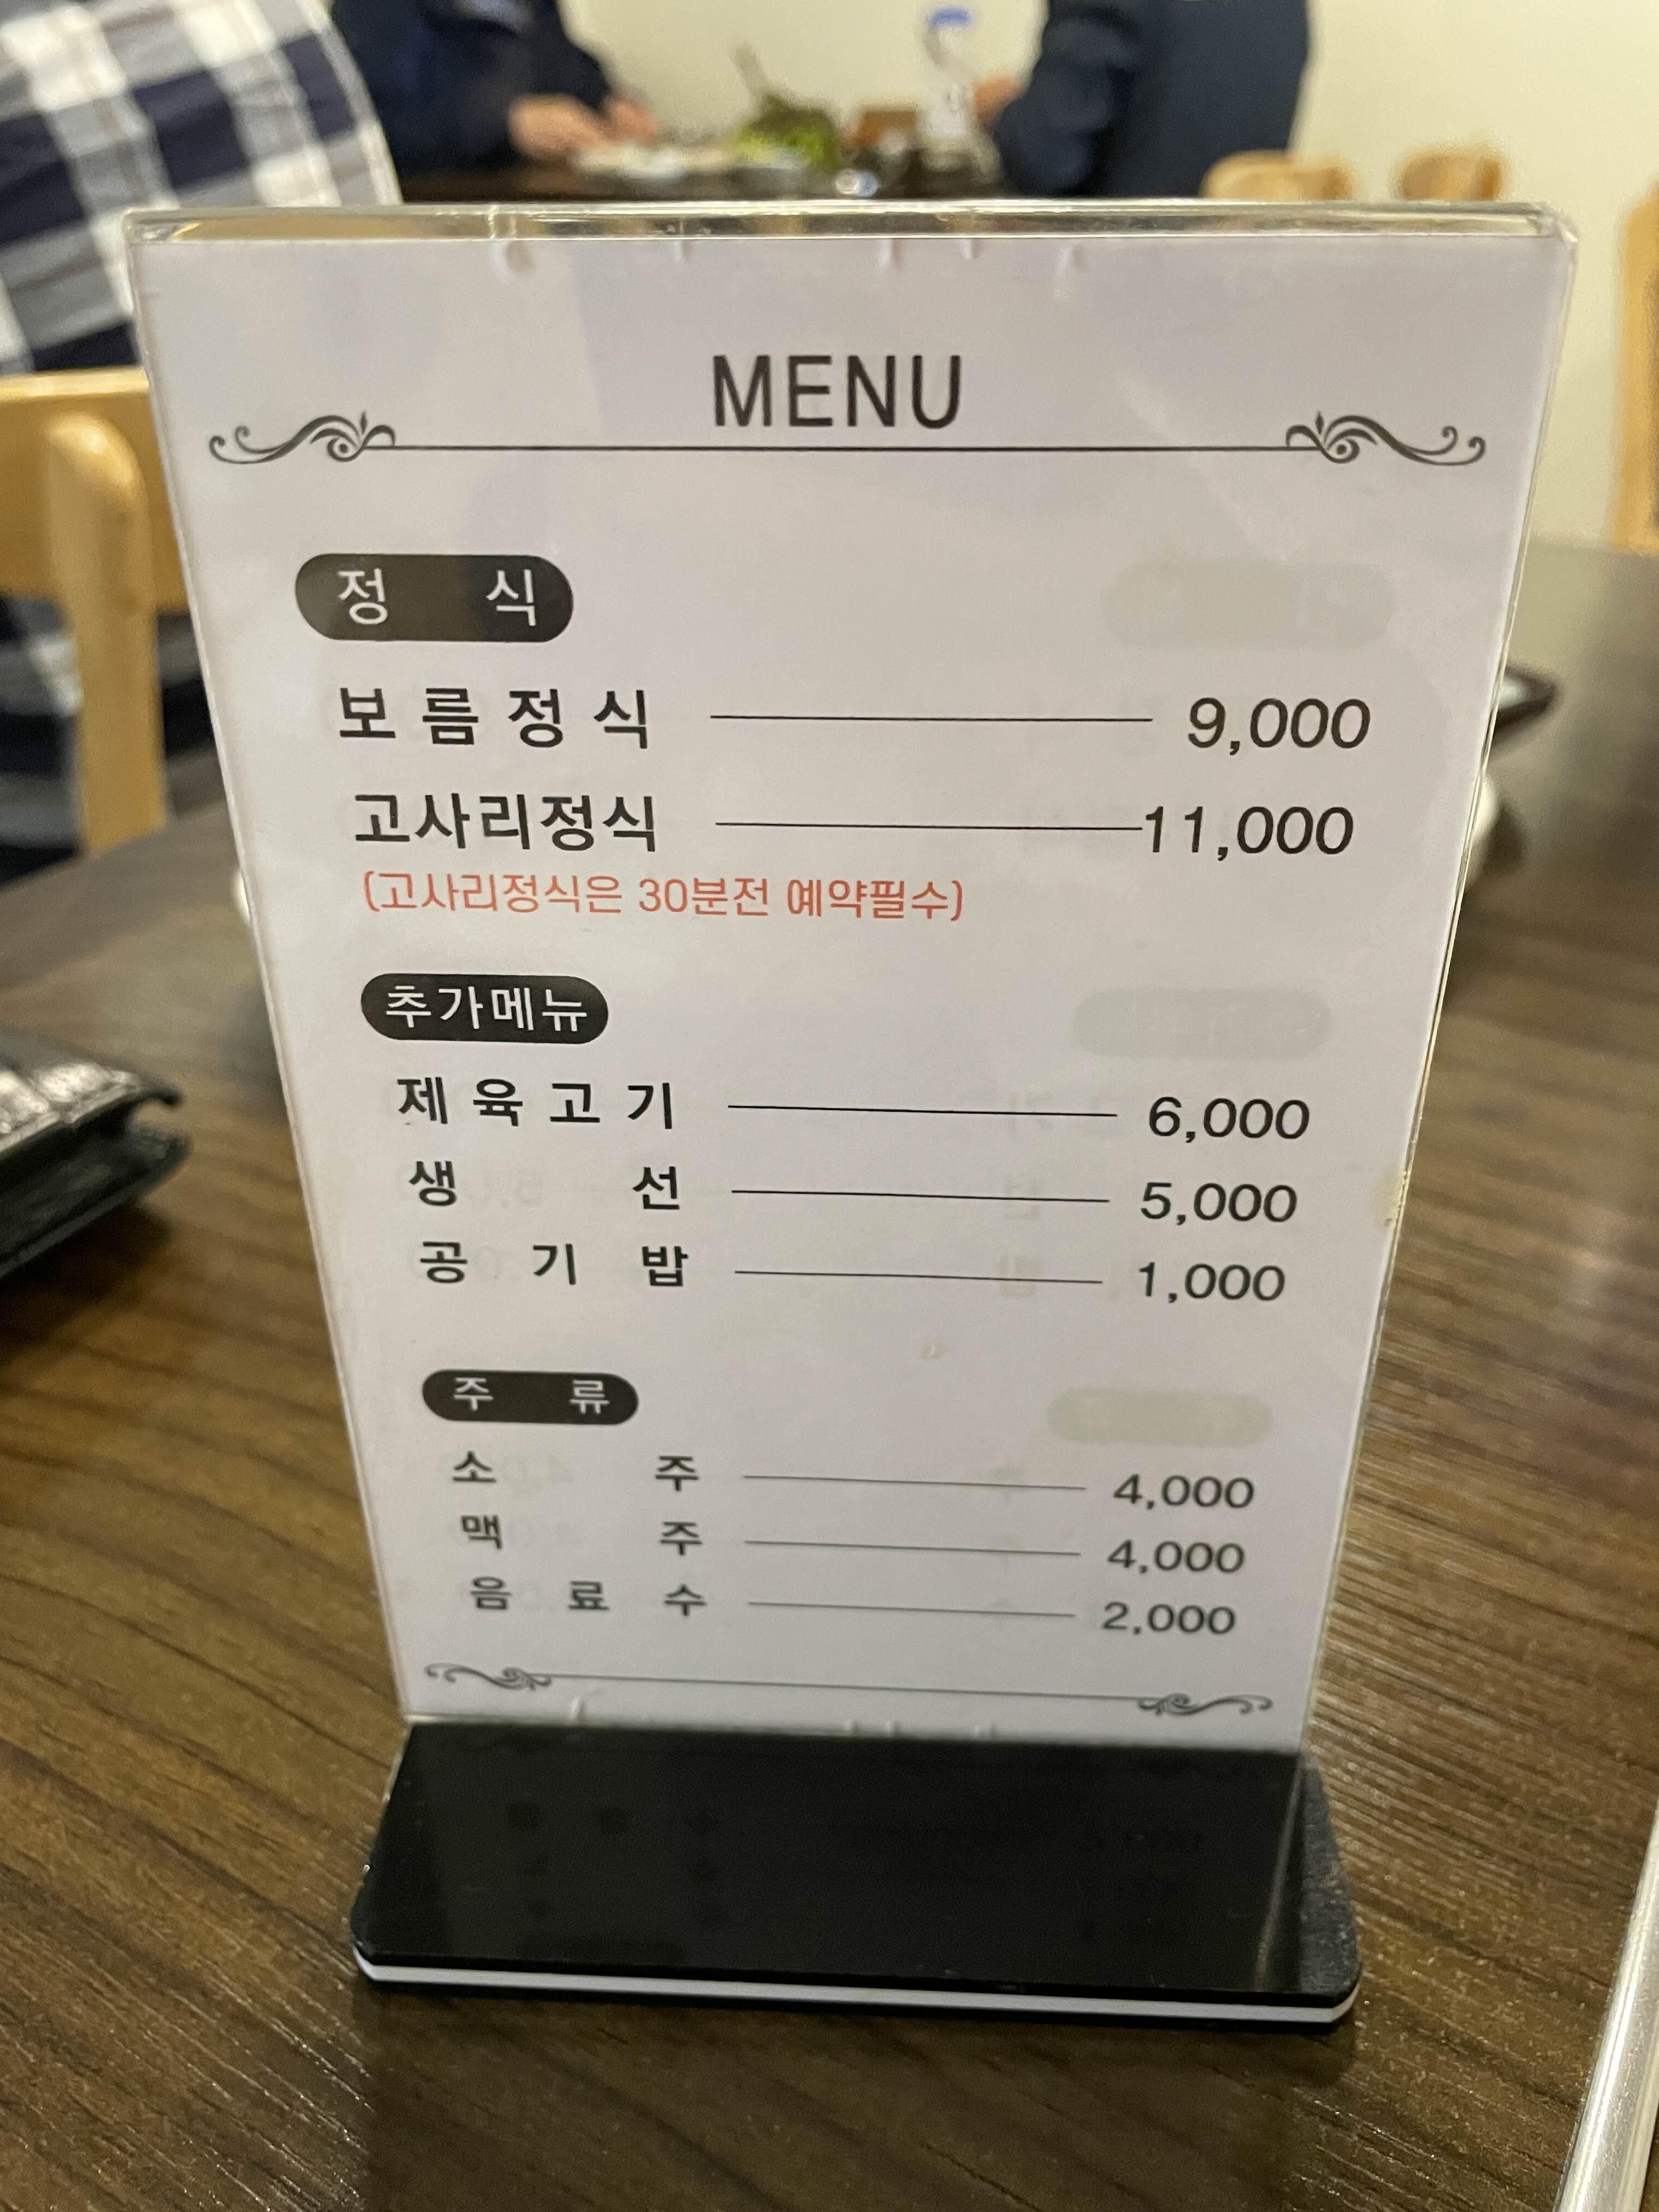 MENU
정 식
보름정식 9,000
고사리정식 11,000
(고사리정식은 30분전 예약필수)
추가메뉴
제육고기 6,000
생 선 5,000
공 기 밥 1,000
주 류
소 주 4,000
맥 주 4,000
음 료 수 2,000